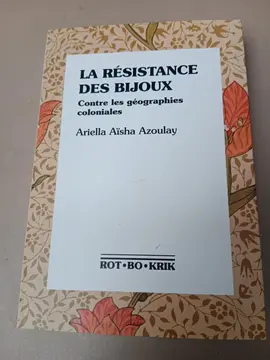 LA RÉSISTANCE
DES BIJOUX
Contre les géographies
coloniales
Ariella Aïsha Azoulay
ROT•BO•KRIK